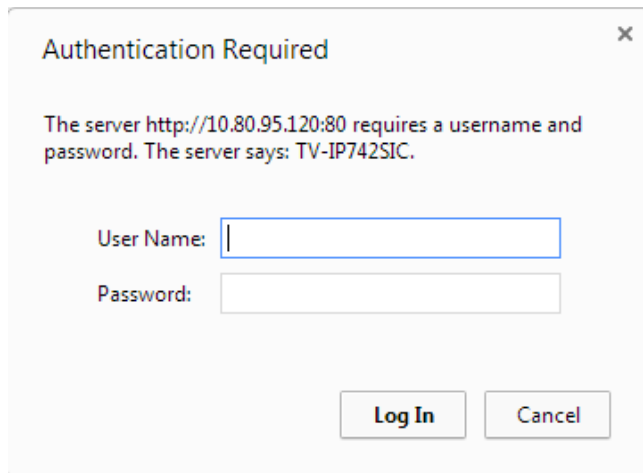 Authentication Required
The server http://10.80.95.120:80 requires a username and
password. The server says: TV-IP742SIC.
User Name:
Password:
Log In
Cancel